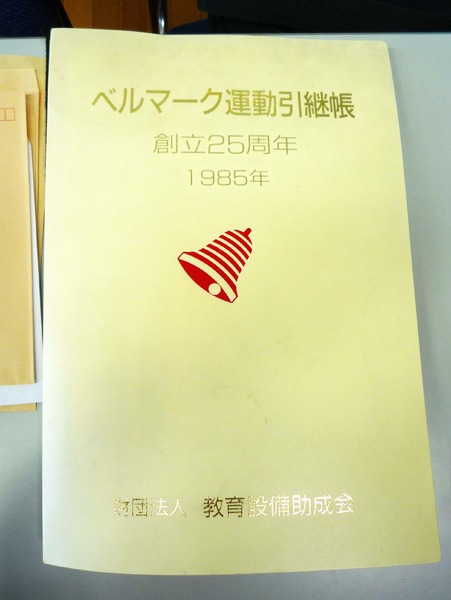 ベルマーク運動引継帳
創立25周年
1985年
財団法人 教育設備助成会